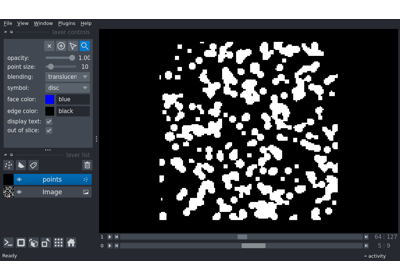 File View Window Plugins Help
layer controls
opacity: 1.00
point size: 10
blending: translucen
symbol: disc
face color: blue
edge color: black
display text:
out of slice:
layer list
points
Image
1 64 127
0 5 9
Ready activity